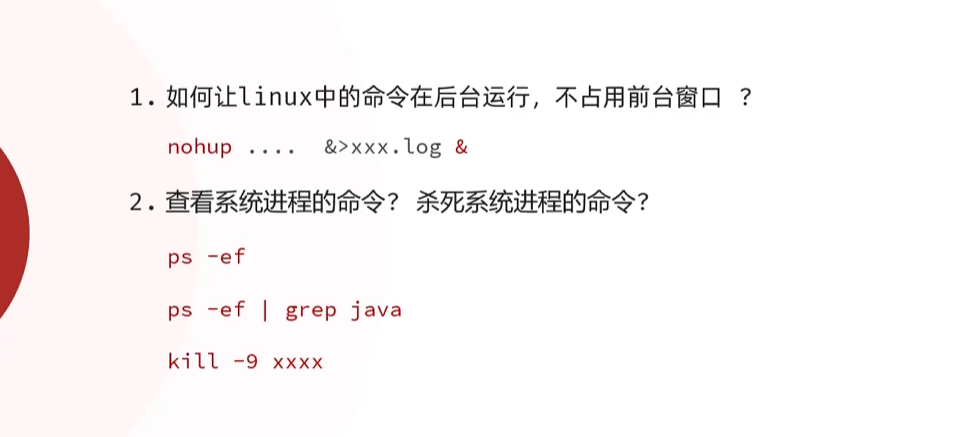 1. 如何让linux中的命令在后台运行，不占用前台窗口 ？
nohup .... &>xxx.log &
2. 查看系统进程的命令？ 杀死系统进程的命令？
ps -ef
ps -ef | grep java
kill -9 xxxx